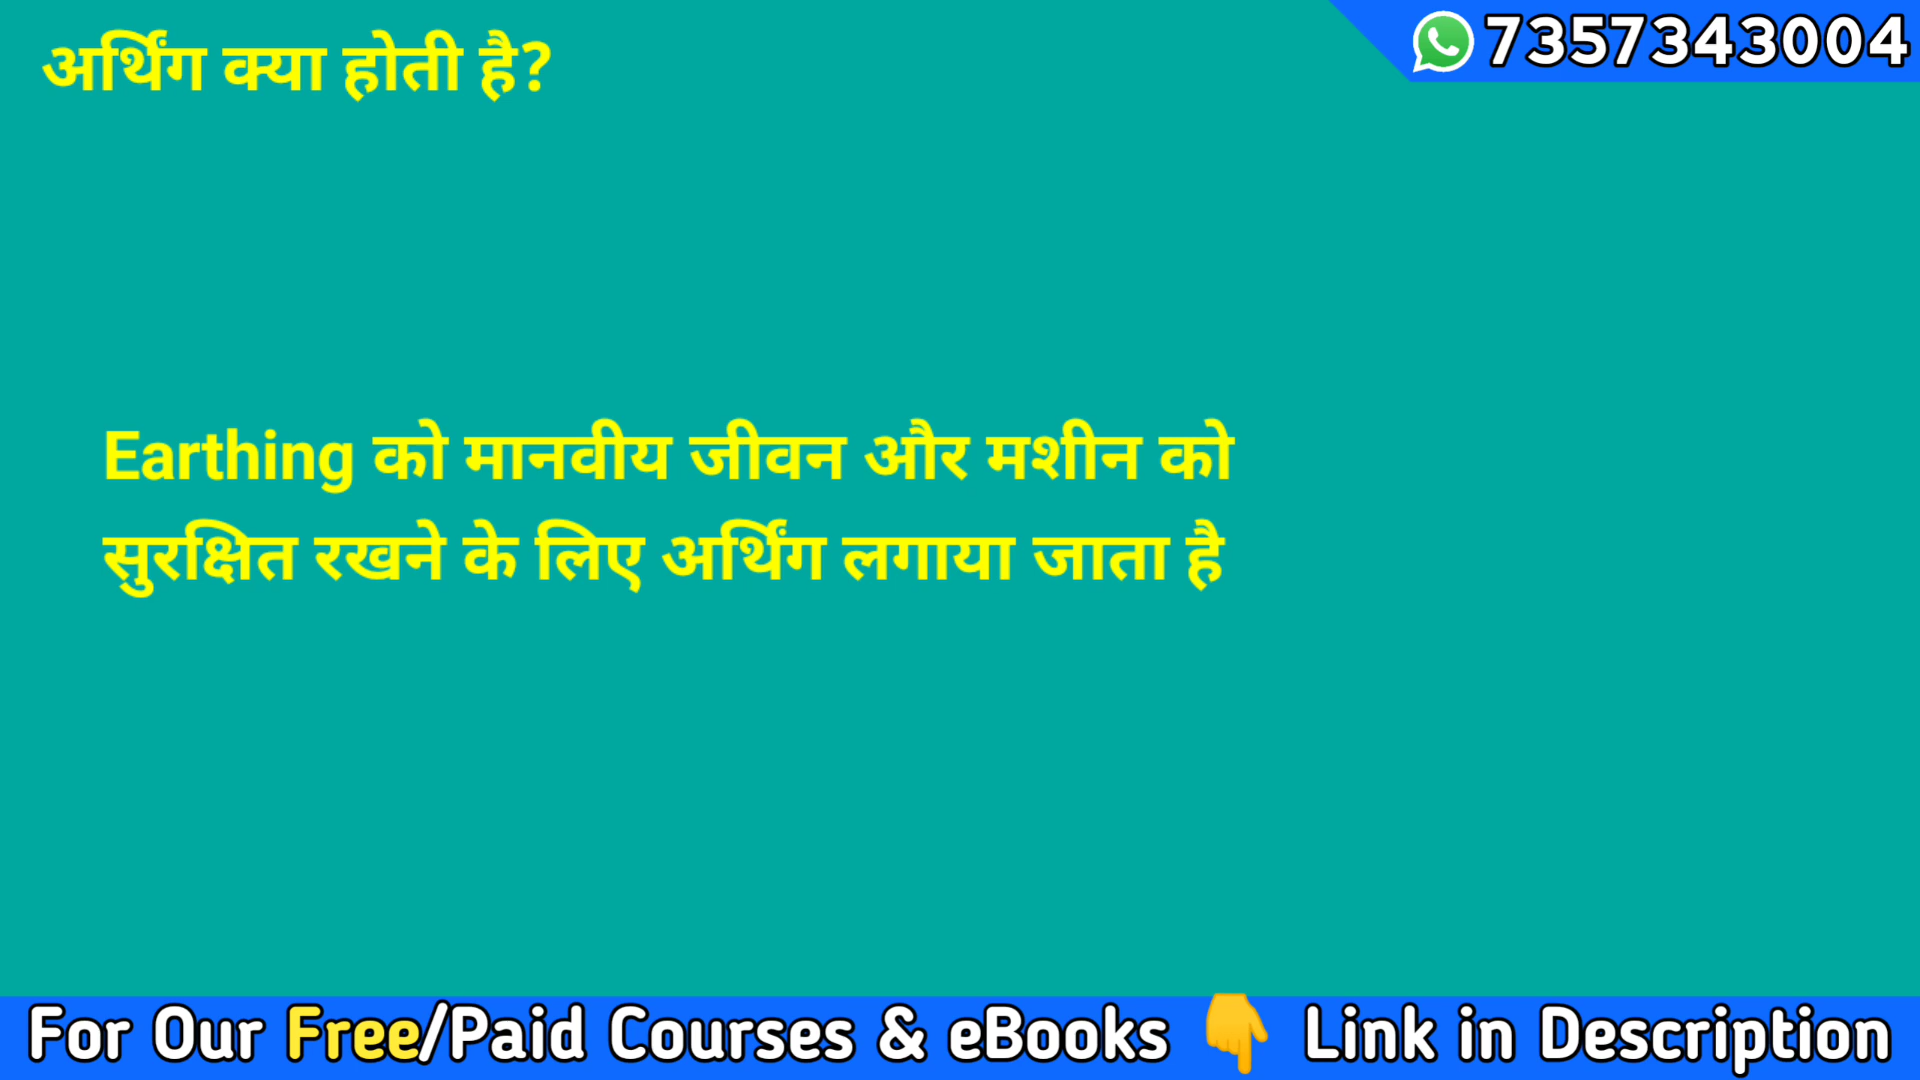 अर्थिंग क्या होती है?
7357343004
Earthing को मानवीय जीवन और मशीन को
सुरक्षित रखने के लिए अर्थिंग लगाया जाता है
For Our Free/Paid Courses & eBooks 👇 Link in Description